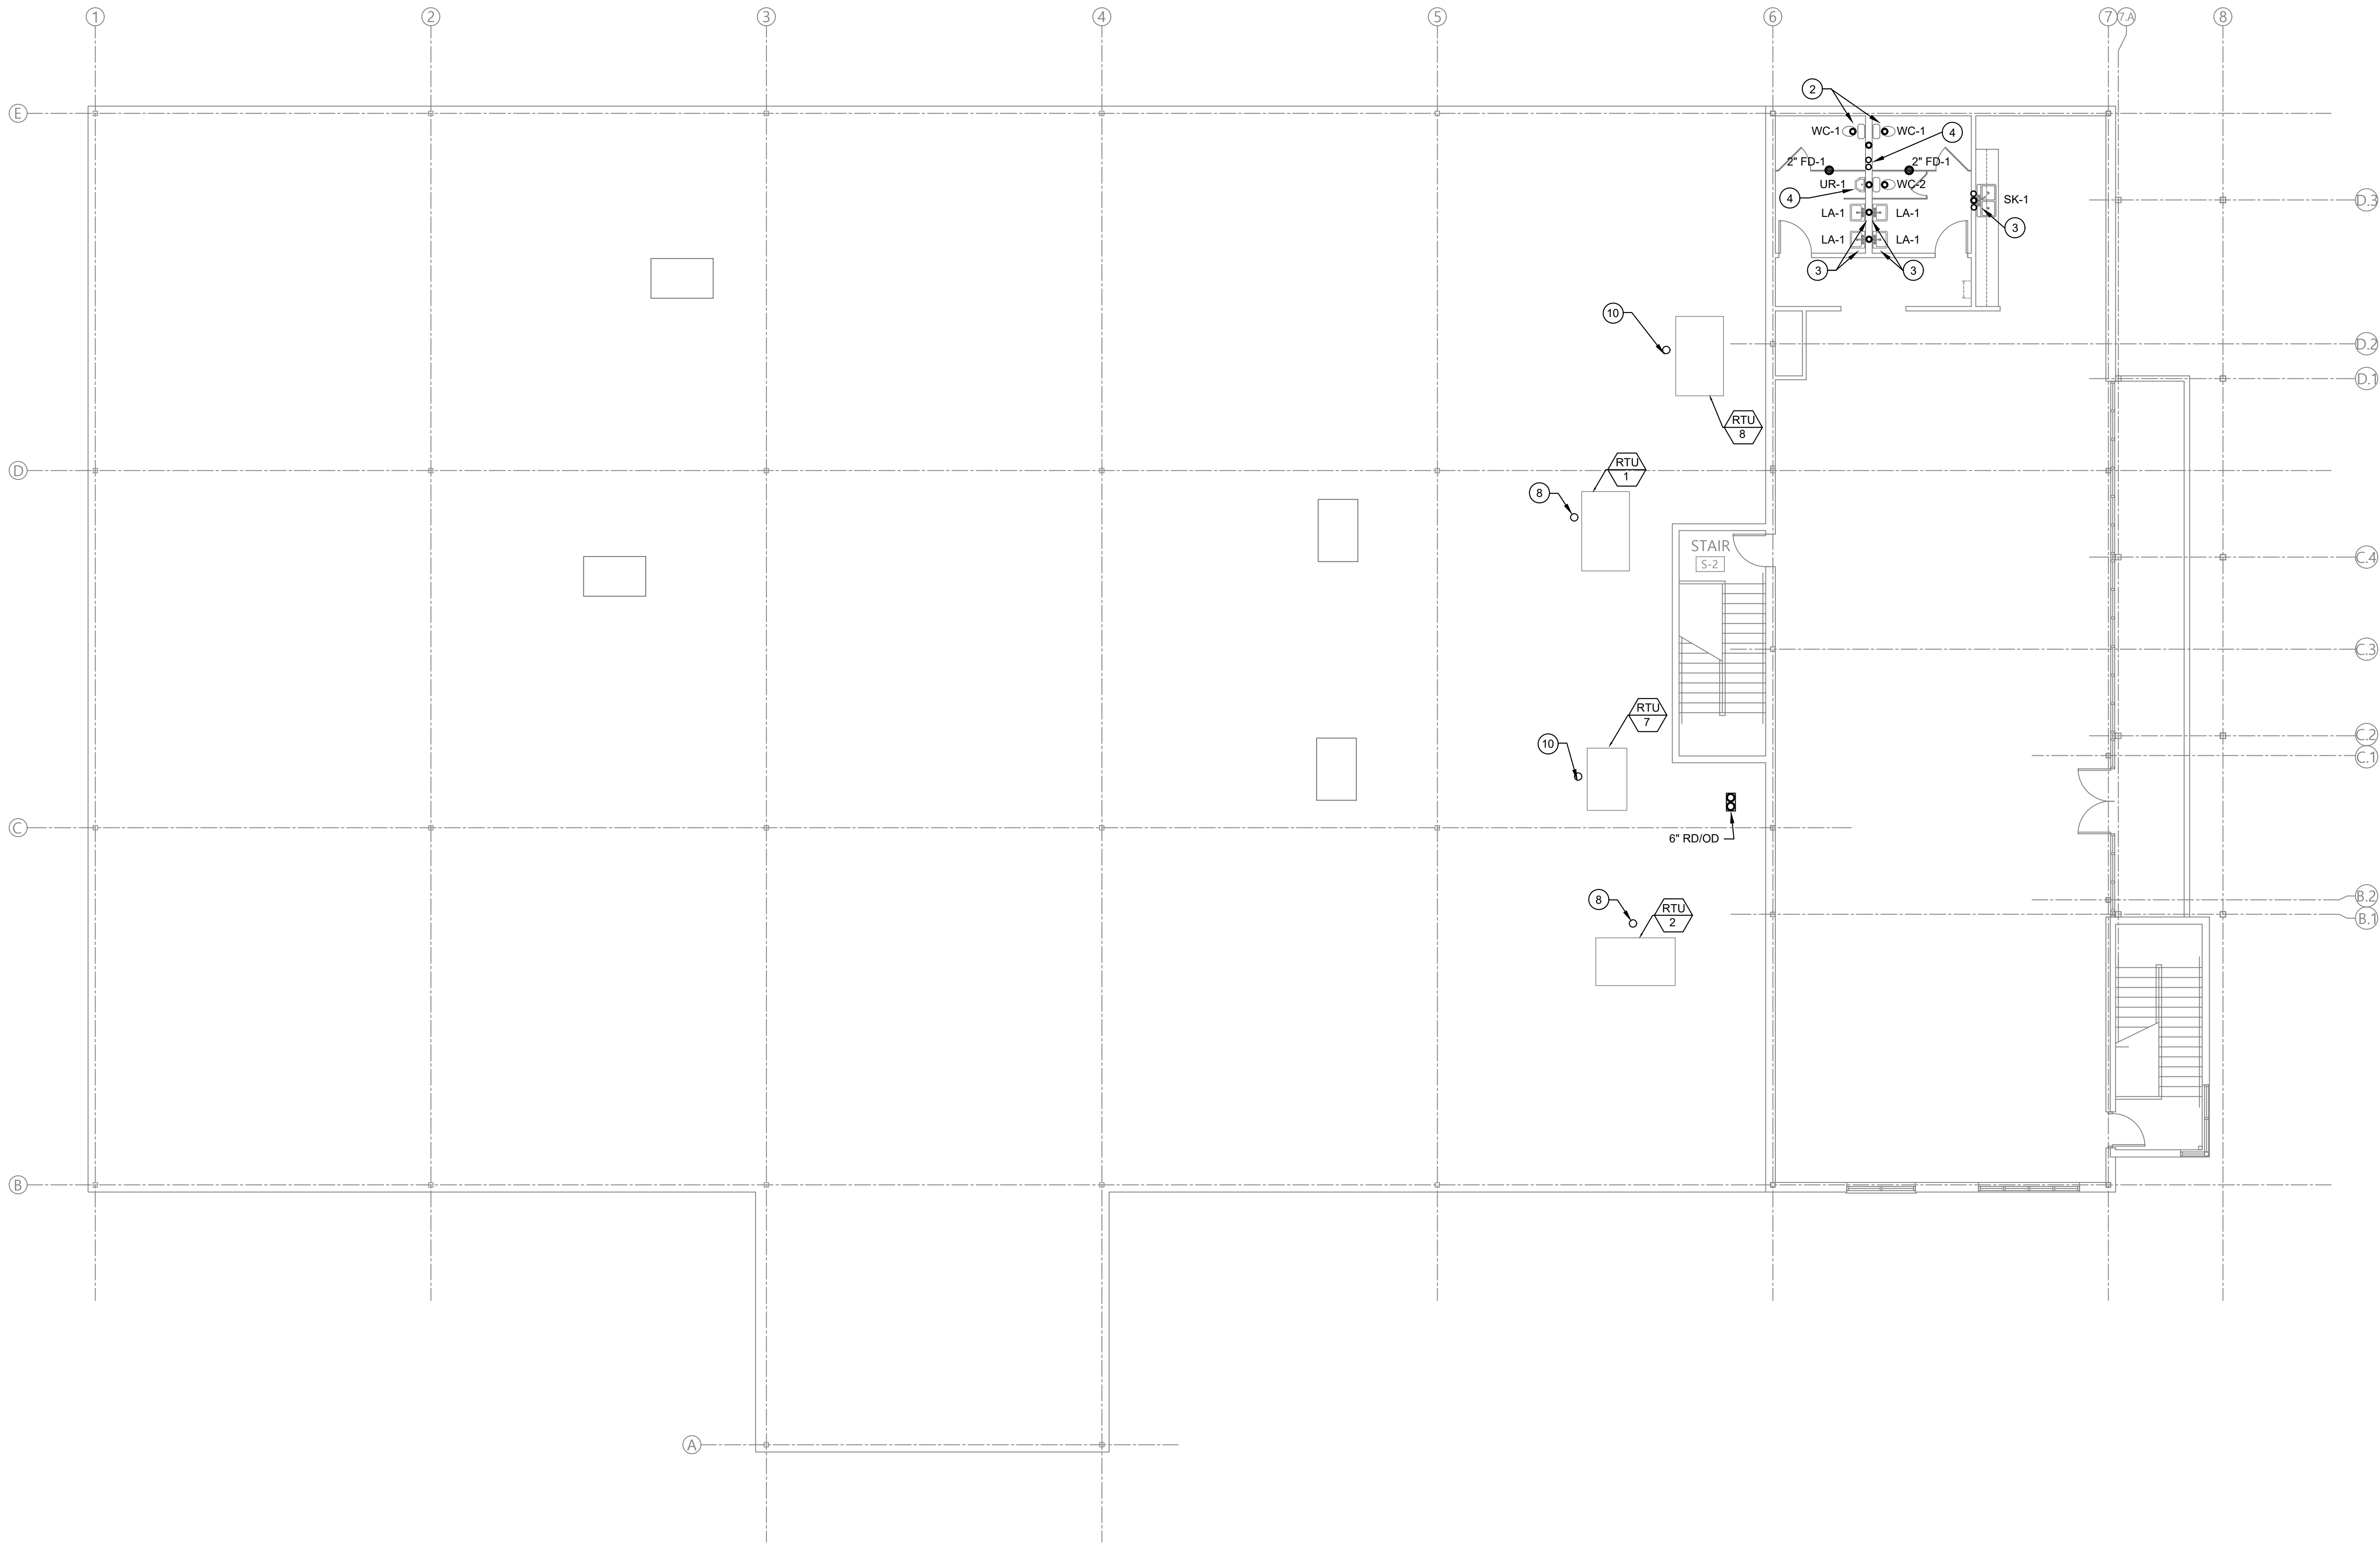 1 2 3 4 5 6 7 7.A 8
2
E
WC-1 WC-1
4
2" FD-1 2" FD-1
UR-1 WC-2
4
SK-1
D.3
LA-1 LA-1
3
LA-1 LA-1
3 3
10
D.2
D.1
RTU
8
RTU
1
D
8
STAIR
S-2
C.4
C.3
RTU
7
10
C.2
C.1
C
6" RD/OD
8
RTU
2
B.2
B.1
B
A